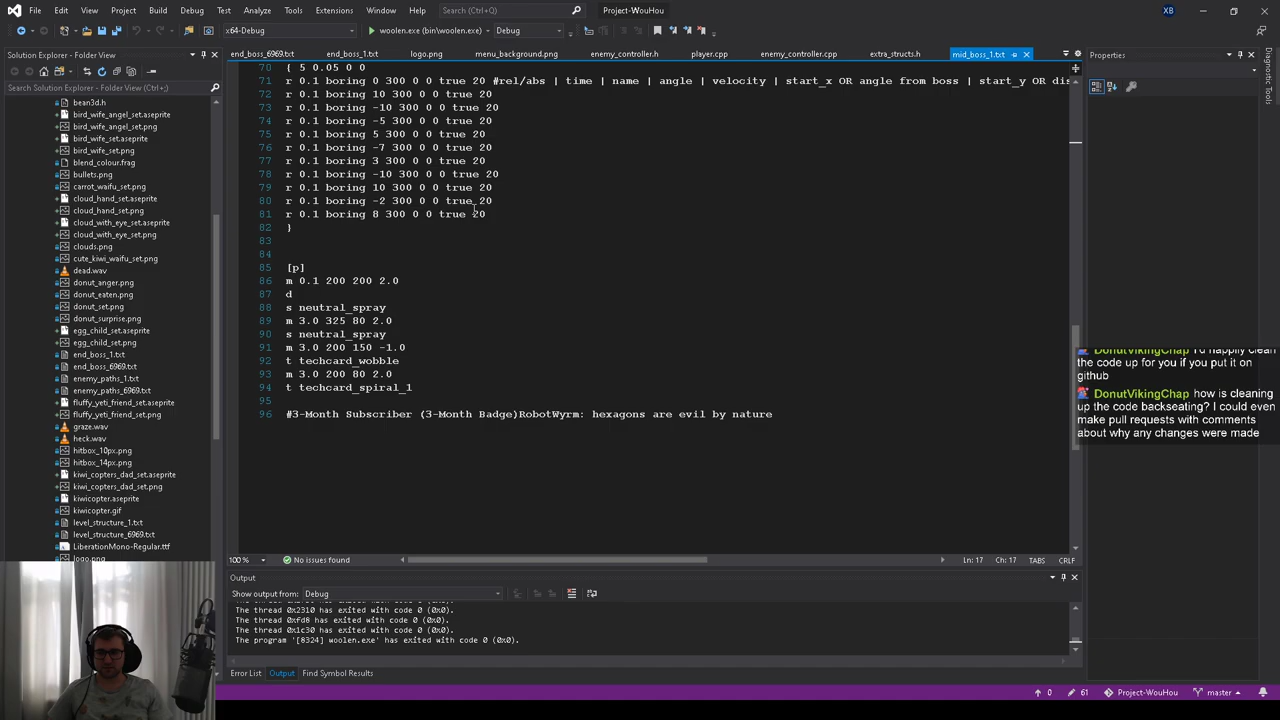 File Edit View Git Project Build Debug Test Analyze Tools Extensions Window Help Search (Ctrl+Q) Project-WouHou XB
x64-Debug woolen.exe (bin\woolen.exe) Debug
Solution Explorer - Folder View
Search Solution Explorer - Folder View (Ctrl+;)
bean3d.h
bird_wife_angel_set.aseprite
bird_wife_angel_set.png
bird_wife_set.aseprite
bird_wife_set.png
blend_colour.frag
bullets.png
carrot_waifu_set.png
cloud_hand_set.aseprite
cloud_hand_set.png
cloud_with_eye_set.aseprite
cloud_with_eye_set.png
clouds.png
cute_kiwi_waifu_set.png
dead.wav
donut_anger.png
donut_eaten.png
donut_set.png
donut_surprise.png
egg_child_set.aseprite
egg_child_set.png
end_boss_1.txt
end_boss_6969.txt
enemy_paths_1.txt
enemy_paths_6969.txt
fluffy_yeti_friend_set.aseprite
fluffy_yeti_friend_set.png
graze.wav
heck.wav
hitbox_10px.png
hitbox_14px.png
kiwi_copters_dad_set.aseprite
kiwi_copters_dad_set.png
kiwicopter.aseprite
kiwicopter.gif
level_structure_1.txt
level_structure_6969.txt
LiberationMono-Regular.ttf
logo.png
end_boss_6969.txt end_boss_1.txt logo.png menu_background.png enemy_controller.h player.cpp enemy_controller.cpp extra_structs.h mid_boss_1.txt
70 { 5 0.05 0 0
71 r 0.1 boring 0 300 0 0 true 20 #rel/abs | time | name | angle | velocity | start_x OR angle from boss | start_y OR dis
72 r 0.1 boring 10 300 0 0 true 20
73 r 0.1 boring -10 300 0 0 true 20
74 r 0.1 boring -5 300 0 0 true 20
75 r 0.1 boring 5 300 0 0 true 20
76 r 0.1 boring -7 300 0 0 true 20
77 r 0.1 boring 3 300 0 0 true 20
78 r 0.1 boring -10 300 0 0 true 20
79 r 0.1 boring 10 300 0 0 true 20
80 r 0.1 boring -2 300 0 0 true 20
81 r 0.1 boring 8 300 0 0 true 20
82 }
83
84
85 [p]
86 m 0.1 200 200 2.0
87 d
88 s neutral_spray
89 m 3.0 325 80 2.0
90 s neutral_spray
91 m 3.0 200 150 -1.0
92 t techcard_wobble
93 m 3.0 200 80 2.0
94 t techcard_spiral_1
96 #3-Month Subscriber (3-Month Badge)RobotWyrm: hexagons are evil by nature
100 % No issues found Ln: 17 Ch: 17 TABS CRLF
Output
Show output from: Debug
The thread 0x2310 has exited with code 0 (0x0).
The thread 0xfd8 has exited with code 0 (0x0).
The thread 0x1c30 has exited with code 0 (0x0).
The program '[8324] woolen.exe' has exited with code 0 (0x0).
Error List Output Find Symbol Results
Properties
Diagnostic Tools
DonutVikingChap I'd happily clean
the code up for you if you put it on
github
DonutVikingChap how is cleaning
up the code backseating? I could even
make pull requests with comments
about why any changes were made
0 61 Project-WouHou master